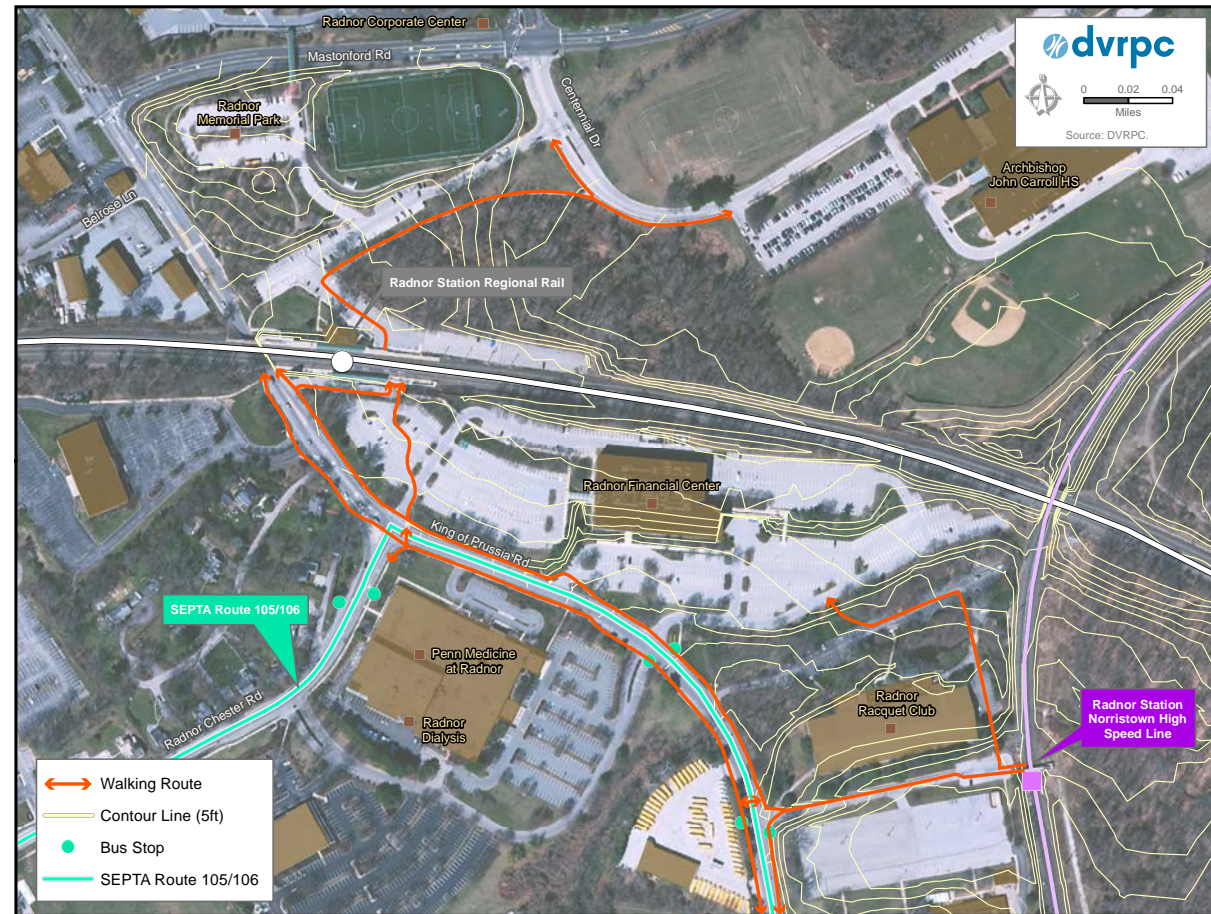 Radnor Corporate Center
Mastonford Rd
Centennial Dr
Radnor
Memorial Park
Belrose Ln
Archbishop
John Carroll HS
dvrpc
0 0.02 0.04
Miles
Source: DVRPC.
Radnor Station Regional Rail
Radnor Financial Center
King of Prussia Rd
SEPTA Route 105/106
Penn Medicine
at Radnor
Radnor
Dialysis
Radnor Chester Rd
Radnor
Racquet Club
Radnor Station
Norristown High
Speed Line
Walking Route
Contour Line (5ft)
Bus Stop
SEPTA Route 105/106